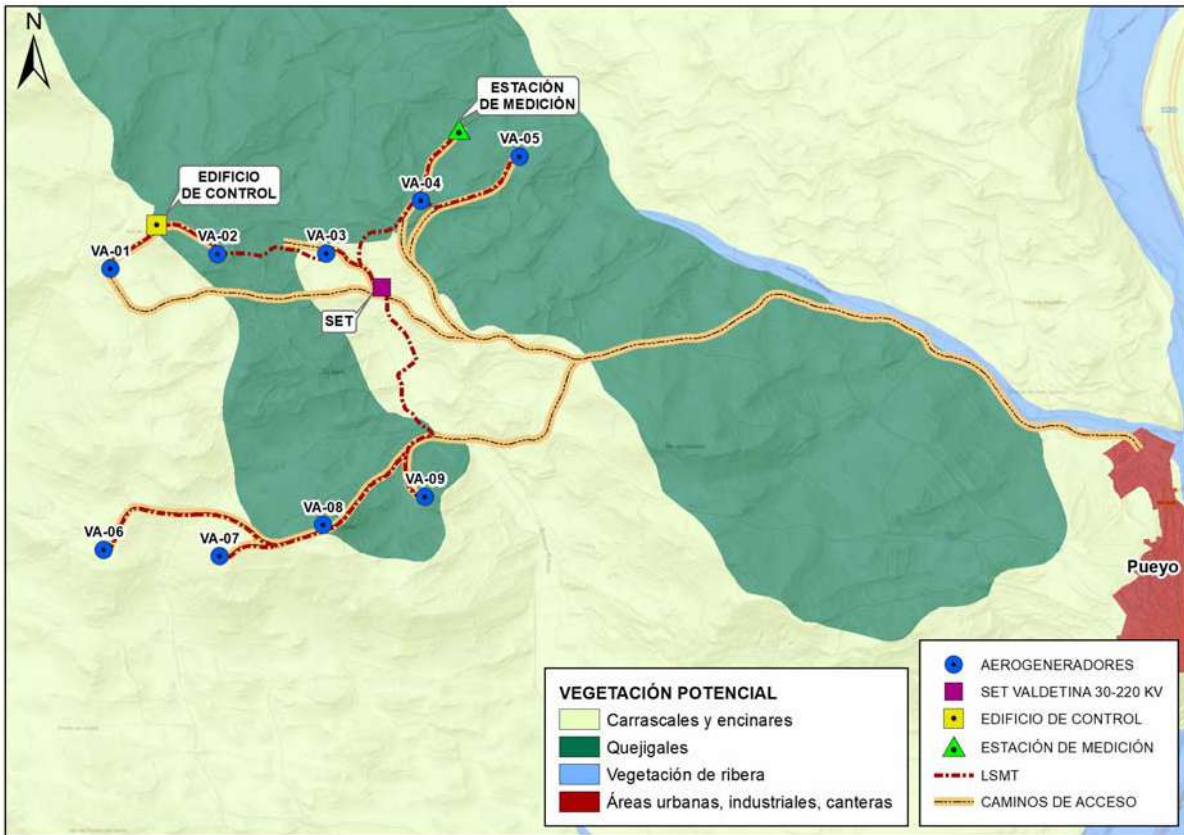 N
ESTACIÓN
DE MEDICIÓN
VA-05
EDIFICIO
DE CONTROL
VA-04
VA-01
VA-02
VA-03
SET
VA-09
VA-08
VA-06
VA-07
Pueyo
VEGETACIÓN POTENCIAL
Carrascales y encinares
Quejigales
Vegetación de ribera
Áreas urbanas, industriales, canteras
AEROGENERADORES
SET VALDETINA 30-220 KV
EDIFICIO DE CONTROL
ESTACIÓN DE MEDICIÓN
LSMT
CAMINOS DE ACCESO